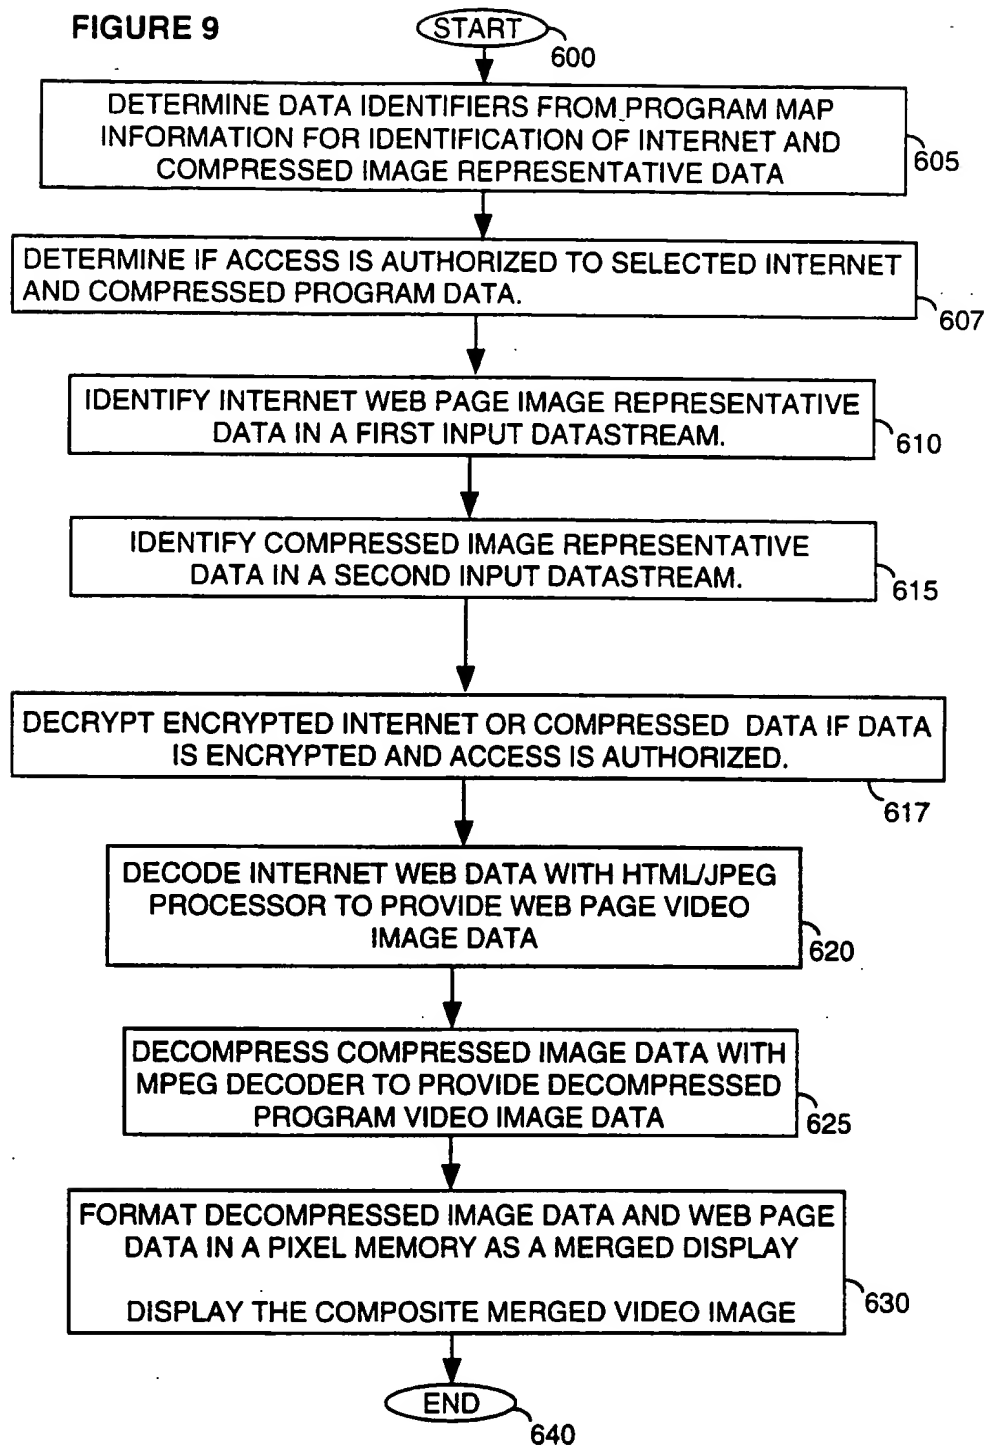 FIGURE 9
START
600
DETERMINE DATA IDENTIFIERS FROM PROGRAM MAP
INFORMATION FOR IDENTIFICATION OF INTERNET AND
COMPRESSED IMAGE REPRESENTATIVE DATA
605
DETERMINE IF ACCESS IS AUTHORIZED TO SELECTED INTERNET
AND COMPRESSED PROGRAM DATA.
607
IDENTIFY INTERNET WEB PAGE IMAGE REPRESENTATIVE
DATA IN A FIRST INPUT DATASTREAM.
610
IDENTIFY COMPRESSED IMAGE REPRESENTATIVE
DATA IN A SECOND INPUT DATASTREAM.
615
DECRYPT ENCRYPTED INTERNET OR COMPRESSED DATA IF DATA
IS ENCRYPTED AND ACCESS IS AUTHORIZED.
617
DECODE INTERNET WEB DATA WITH HTML/JPEG
PROCESSOR TO PROVIDE WEB PAGE VIDEO
IMAGE DATA
620
DECOMPRESS COMPRESSED IMAGE DATA WITH
MPEG DECODER TO PROVIDE DECOMPRESSED
PROGRAM VIDEO IMAGE DATA
625
FORMAT DECOMPRESSED IMAGE DATA AND WEB PAGE
DATA IN A PIXEL MEMORY AS A MERGED DISPLAY
DISPLAY THE COMPOSITE MERGED VIDEO IMAGE
630
END
640